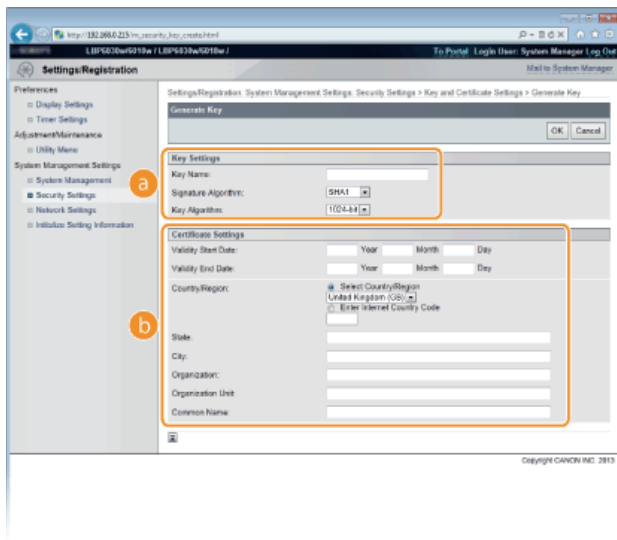 http://192.168.0.215/m_security_key_create.html
LBP6030w/6018w / LBP6030w/6018w /
To Portal Login User: System Manager Log Out
Settings/Registration
Mail to System Manager
Preferences
Display Settings
Timer Settings
Adjustment/Maintenance
Utility Menu
System Management Settings
System Management
Security Settings
Network Settings
Initialize Setting Information
Settings/Registration: System Management Settings: Security Settings > Key and Certificate Settings > Generate Key
Generate Key
OK Cancel
a
Key Settings
Key Name:
Signature Algorithm: SHA1
Key Algorithm: 1024-bit
b
Certificate Settings
Validity Start Date: Year Month Day
Validity End Date: Year Month Day
Country/Region: Select Country/Region
United Kingdom (GB)
Enter Internet Country Code
State:
City:
Organization:
Organization Unit:
Common Name:
Copyright CANON INC. 2013